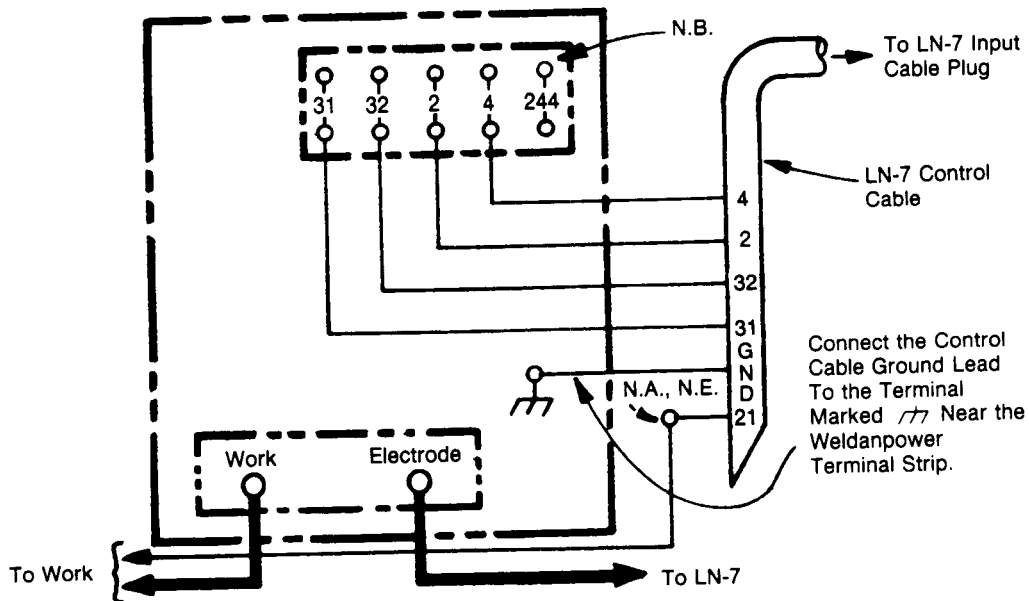 N.B.
To LN-7 Input
Cable Plug
31 32 2 4 244
LN-7 Control
Cable
4
2
32
31
GND
21
Connect the Control
Cable Ground Lead
To the Terminal
Marked Near the
Weldanpower
Terminal Strip.
N.A., N.E.
Work
Electrode
To Work
To LN-7